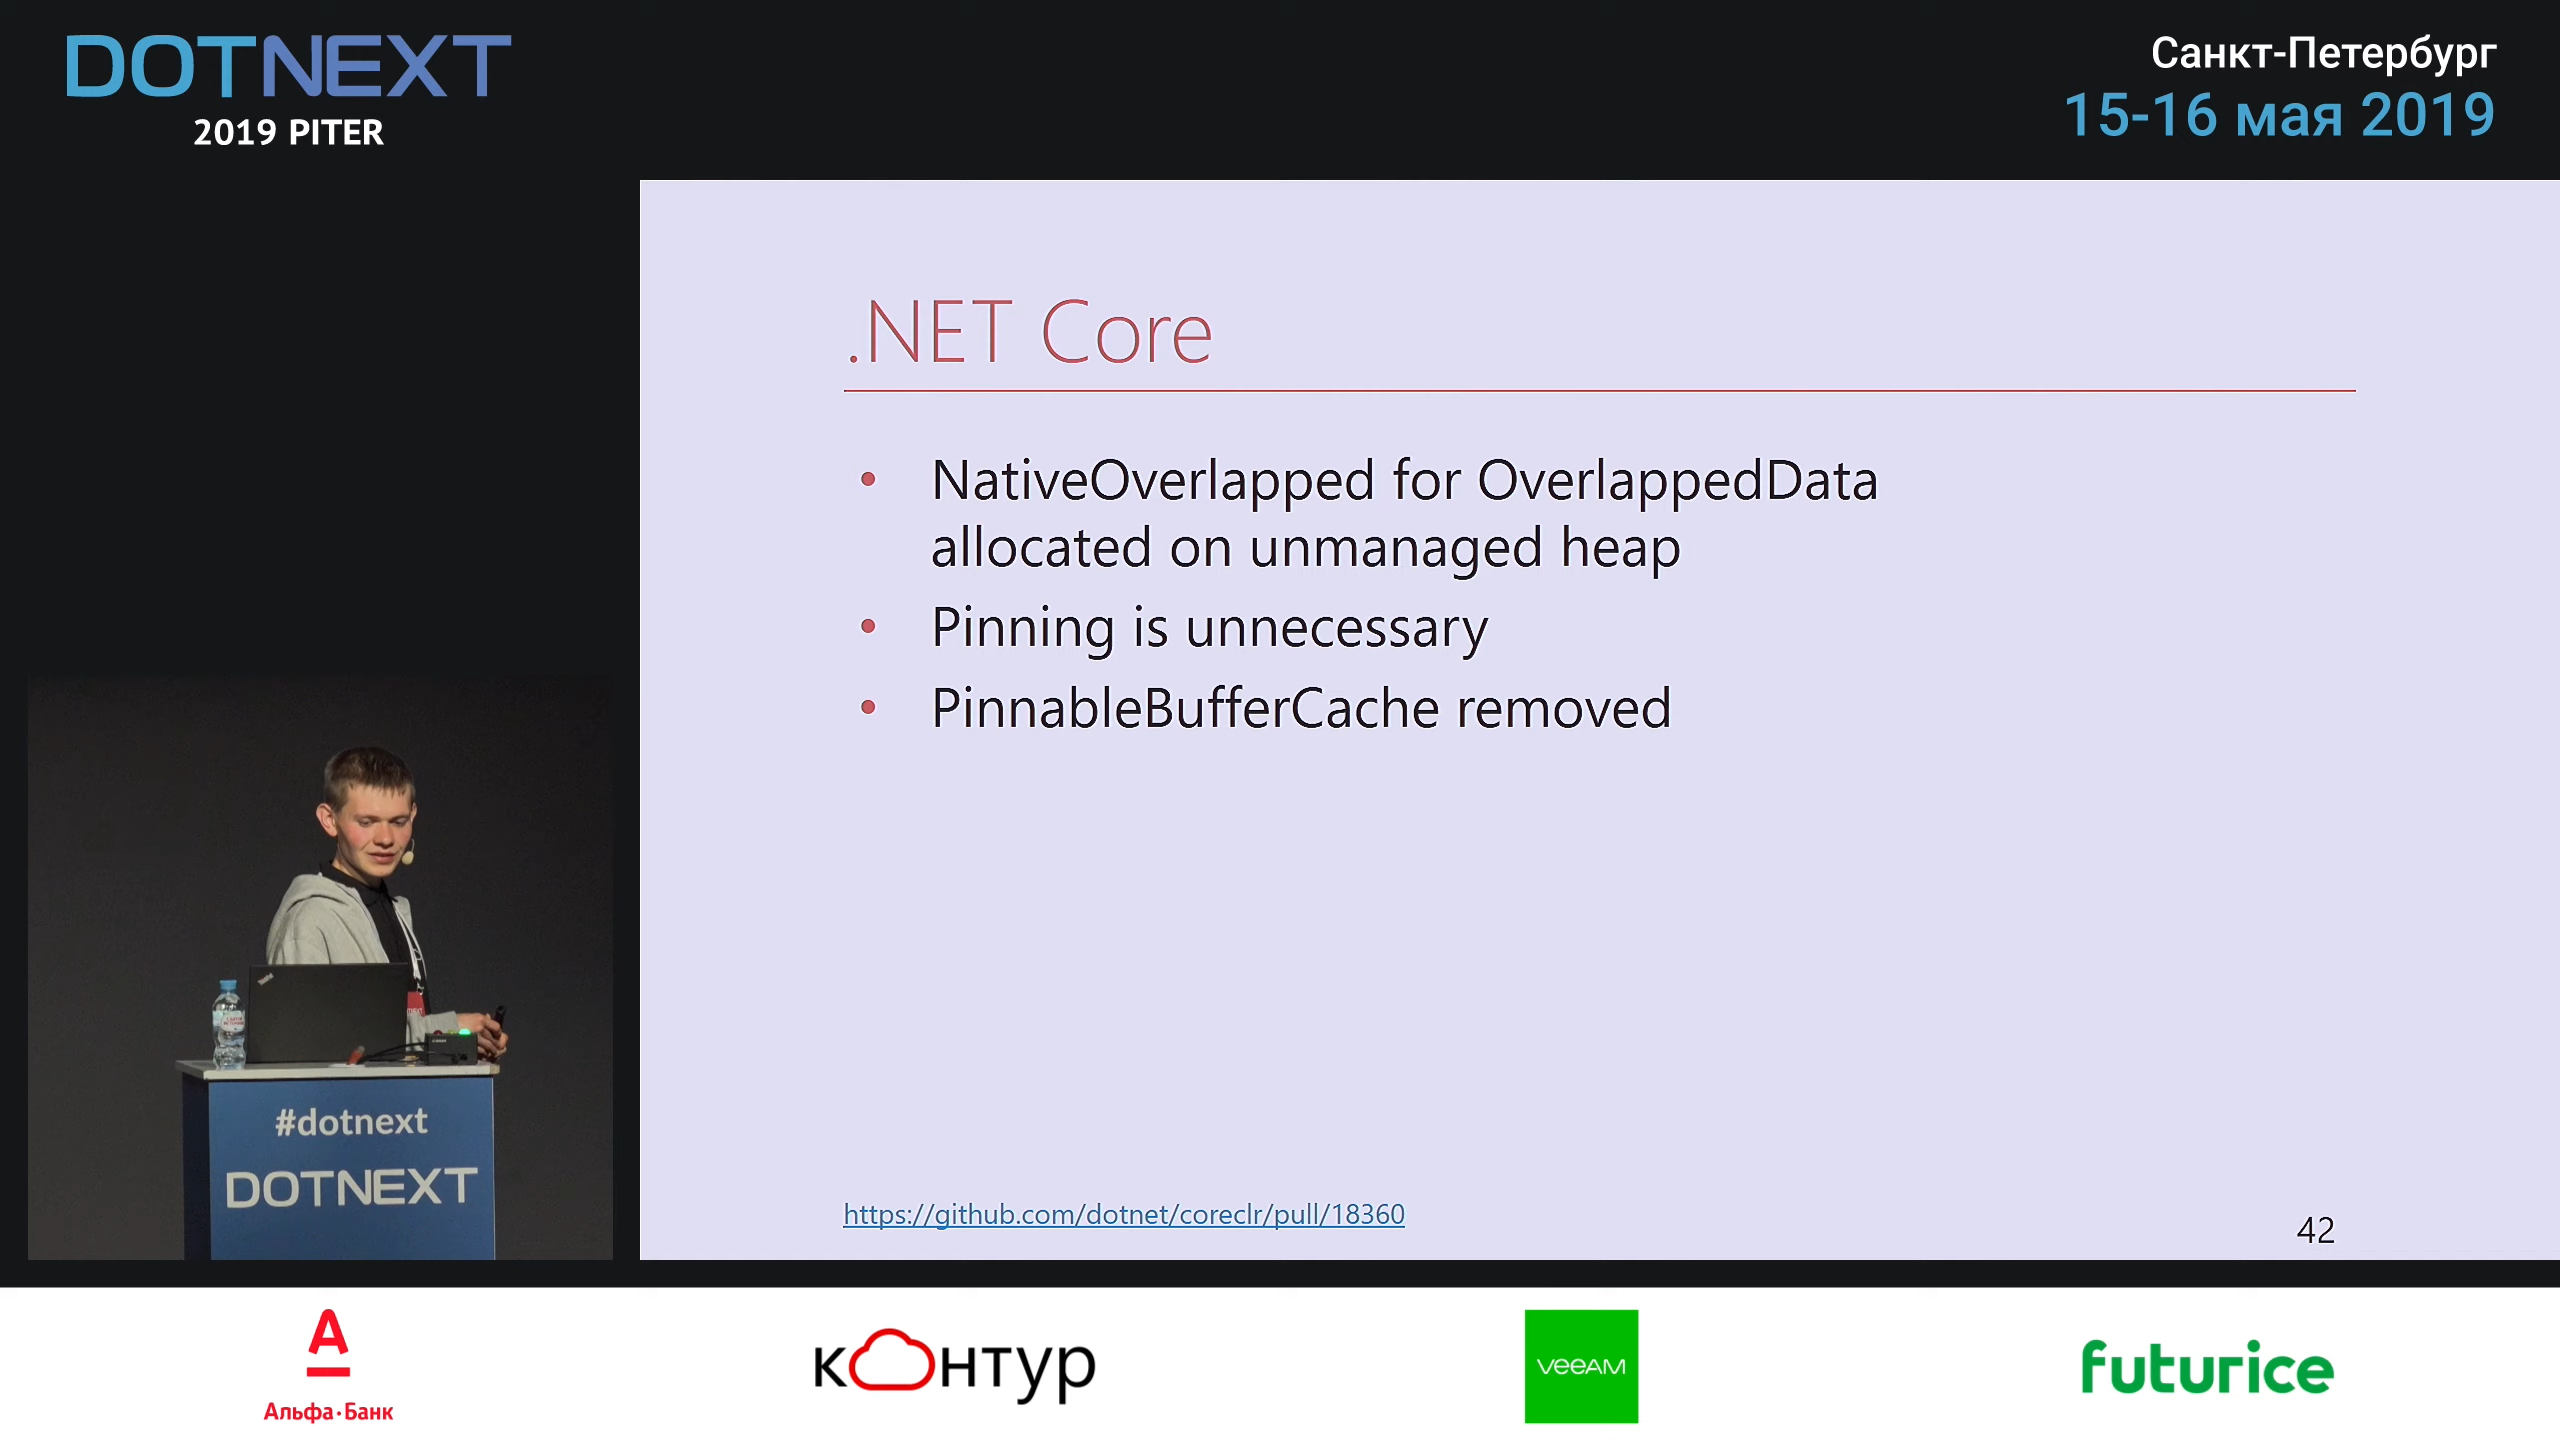 DOTNEXT
2019 PITER
Санкт-Петербург
15-16 мая 2019
.NET Core
• NativeOverlapped for OverlappedData
allocated on unmanaged heap
• Pinning is unnecessary
• PinnableBufferCache removed
https://github.com/dotnet/coreclr/pull/18360
42
#dotnext
DOTNEXT
А
Альфа·Банк
контур
veeAM
futurice